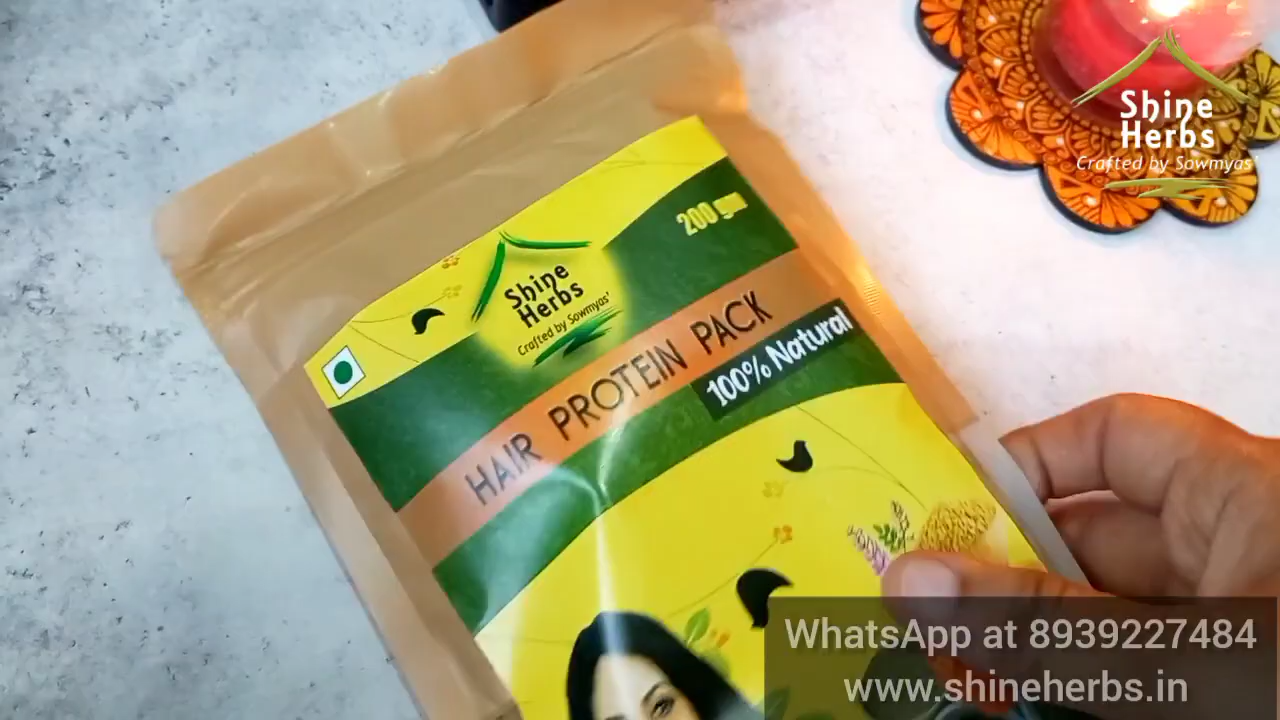 Shine
Herbs
Crafted by Sowmyas'
200 gm
Shine
Herbs
Crafted by Sowmyas'
HAIR PROTEIN PACK
100% Natural
WhatsApp at 8939227484
www.shineherbs.in